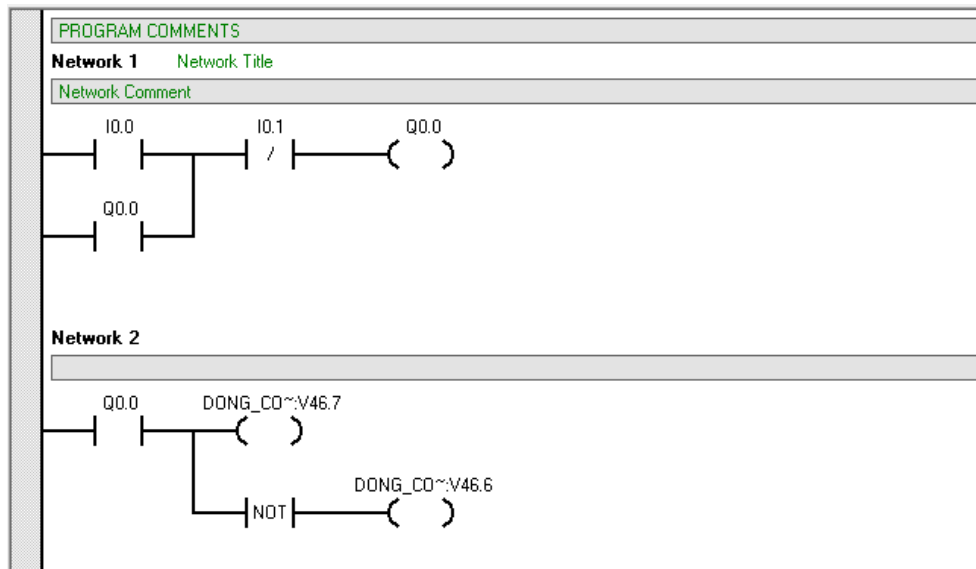 PROGRAM COMMENTS
Network 1 Network Title
Network Comment
I0.0 I0.1 Q0.0
/
Q0.0
Network 2
Q0.0 DONG_CO~:V46.7
DONG_CO~:V46.6
NOT